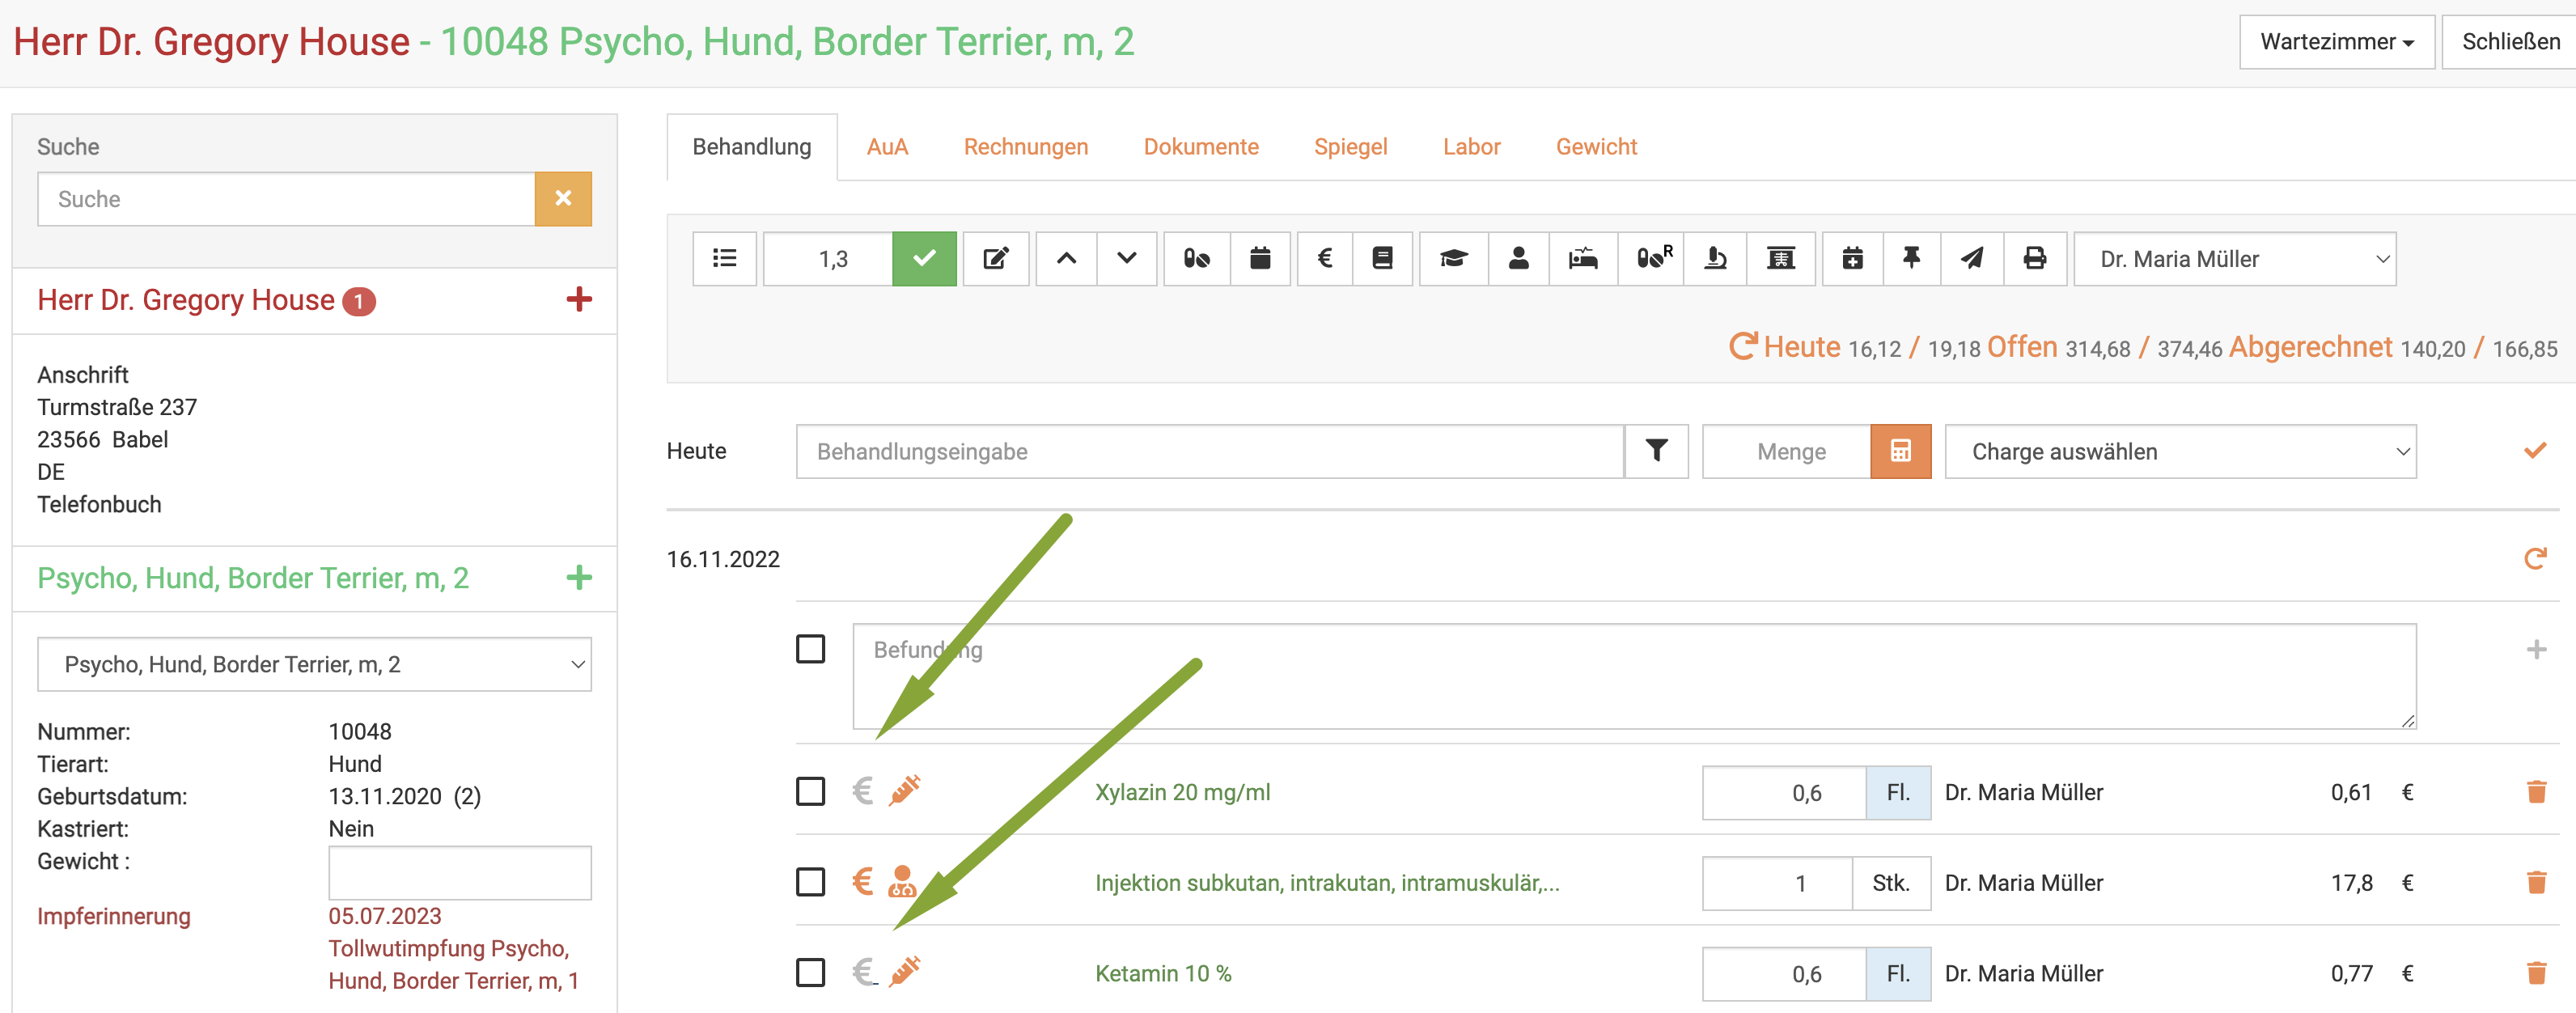 Herr Dr. Gregory House - 10048 Psycho, Hund, Border Terrier, m, 2
Wartezimmer
Schließen
Suche
Suche
Herr Dr. Gregory House 1
Anschrift
Turmstraße 237
23566 Babel
DE
Telefonbuch
Psycho, Hund, Border Terrier, m, 2
Psycho, Hund, Border Terrier, m, 2
Nummer: 10048
Tierart: Hund
Geburtsdatum: 13.11.2020 (2)
Kastriert: Nein
Gewicht :
Impferinnerung 05.07.2023
Tollwutimpfung Psycho,
Hund, Border Terrier, m, 1
Behandlung AuA Rechnungen Dokumente Spiegel Labor Gewicht
1,3 € R Dr. Maria Müller
Heute 16,12 / 19,18 Offen 314,68 / 374,46 Abgerechnet 140,20 / 166,85
Heute Behandlungseingabe Menge Charge auswählen
16.11.2022
Befundung
€ Xylazin 20 mg/ml 0,6 Fl. Dr. Maria Müller 0,61 €
€ Injektion subkutan, intrakutan, intramuskulär,... 1 Stk. Dr. Maria Müller 17,8 €
€ Ketamin 10 % 0,6 Fl. Dr. Maria Müller 0,77 €